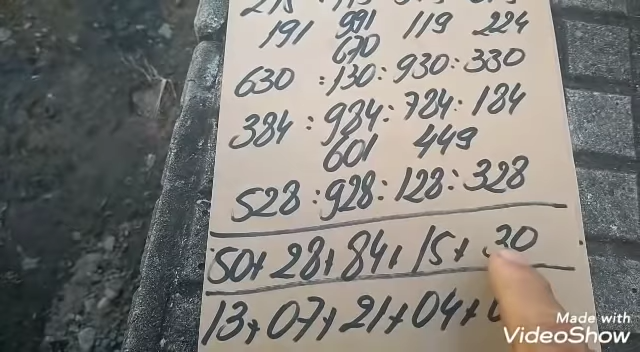 191 991 119 224
670
630 : 130 : 930 : 330
384 : 984 : 784 : 184
601 449
528 : 928 : 128 : 328
50+ 28+ 84+ 15+ 30
13+ 07+ 21+ 04+
Made with
VideoShow